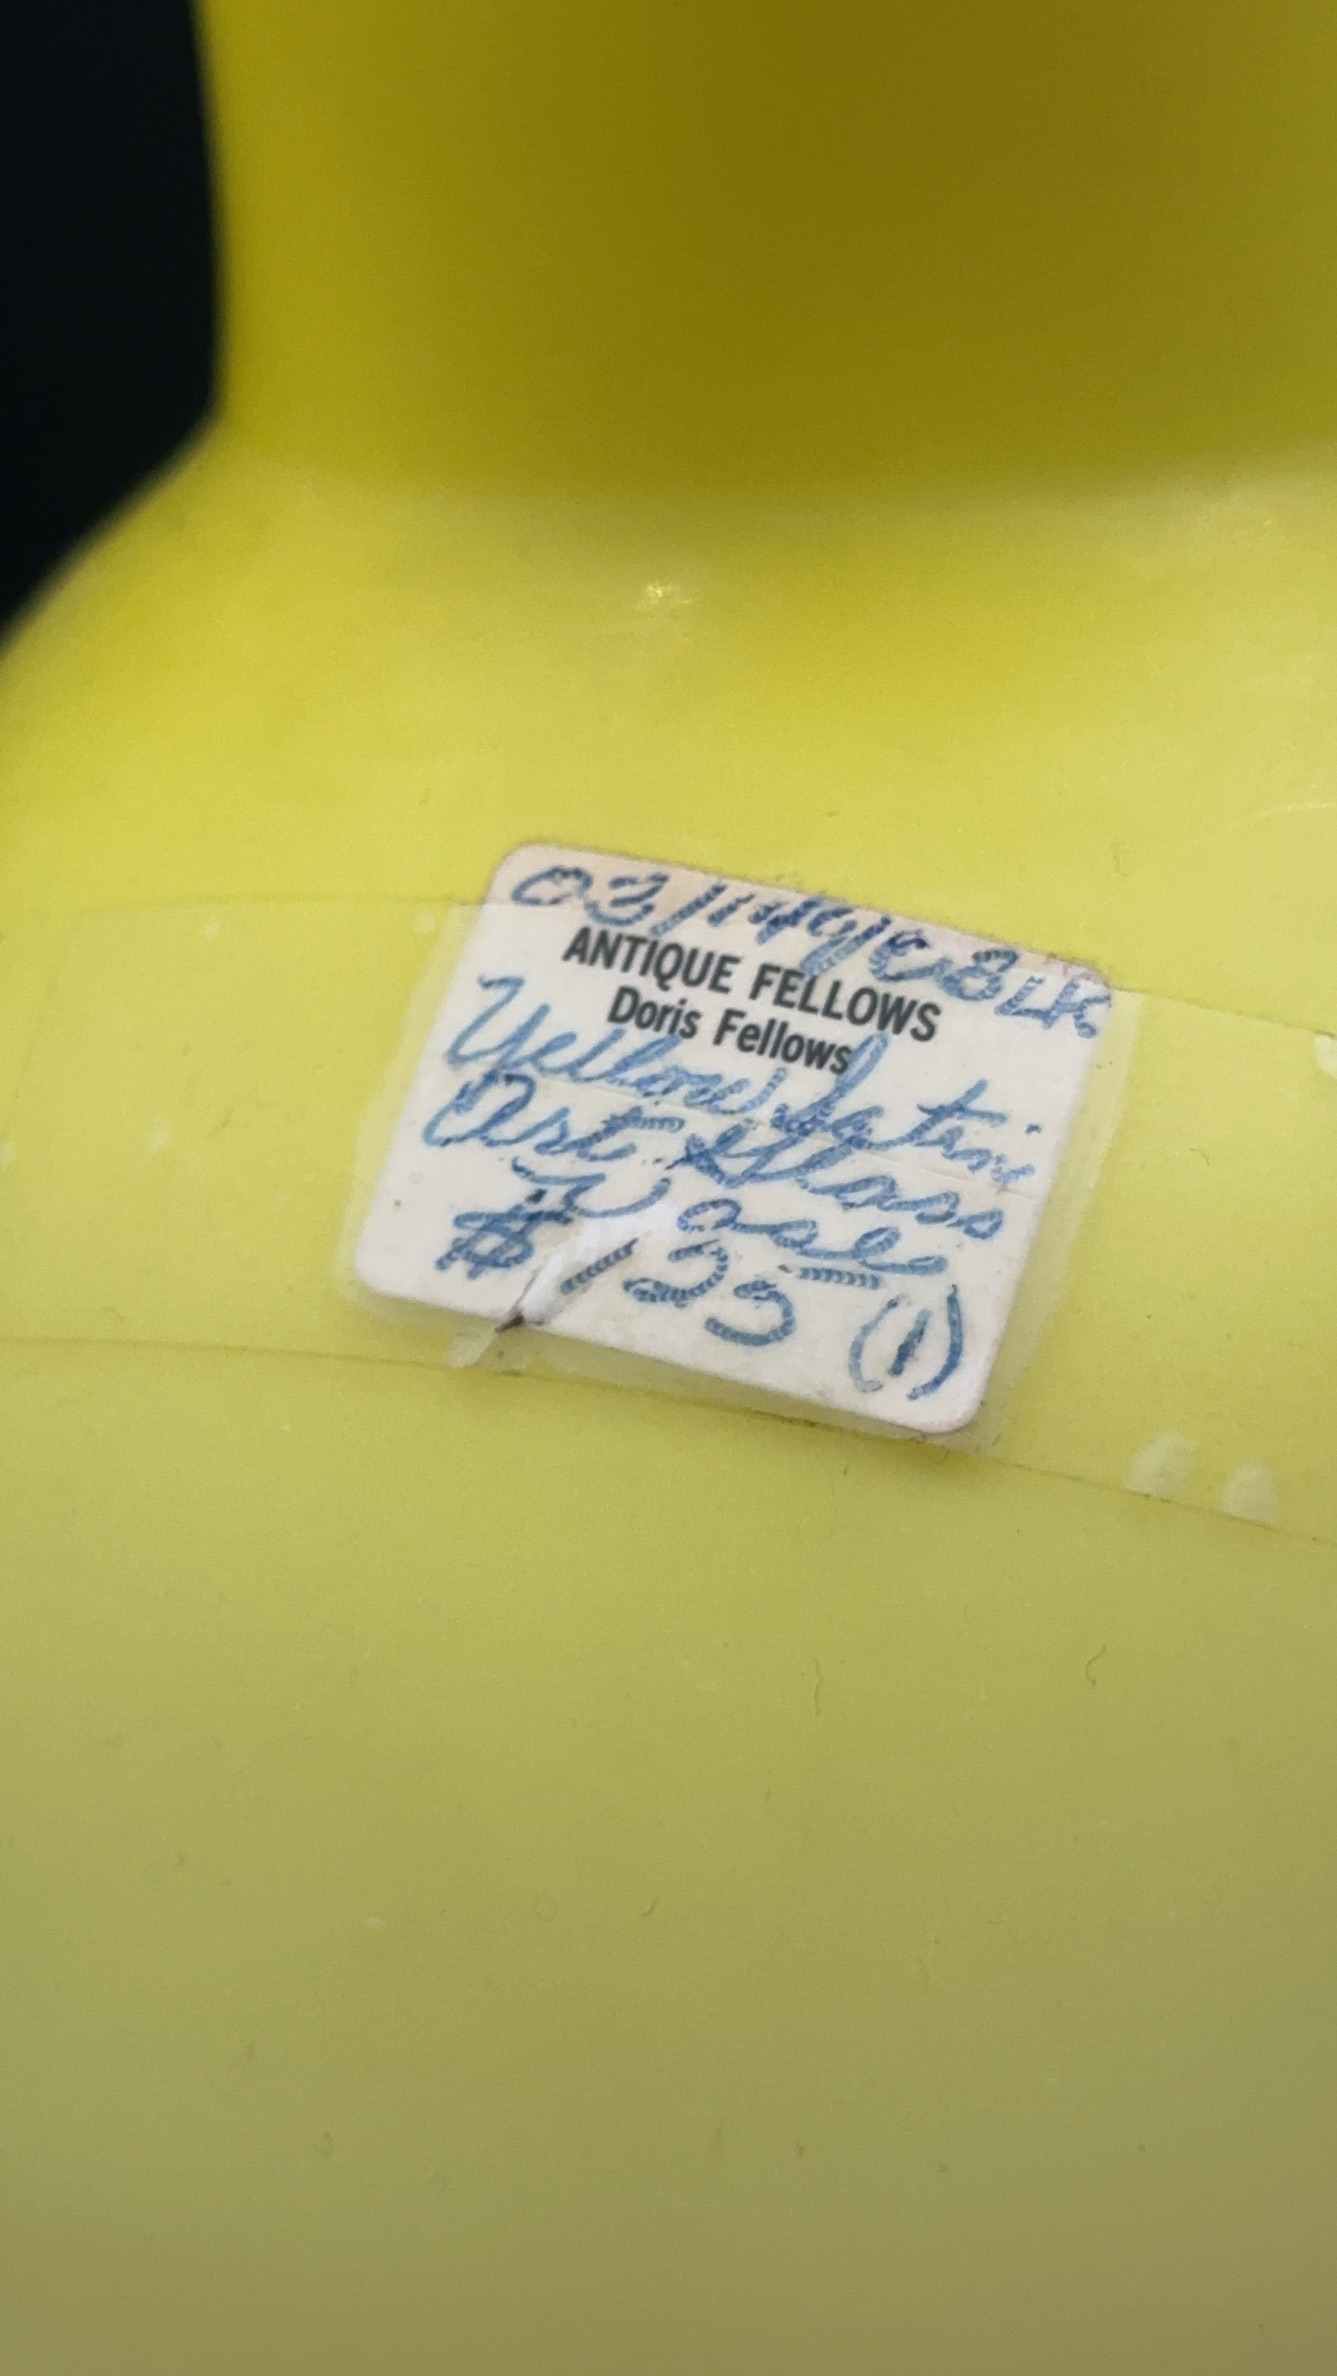 ANTIQUE FELLOWS
Doris Fellows
Yellow Satin
Art Glass
Vase
$125 (1)